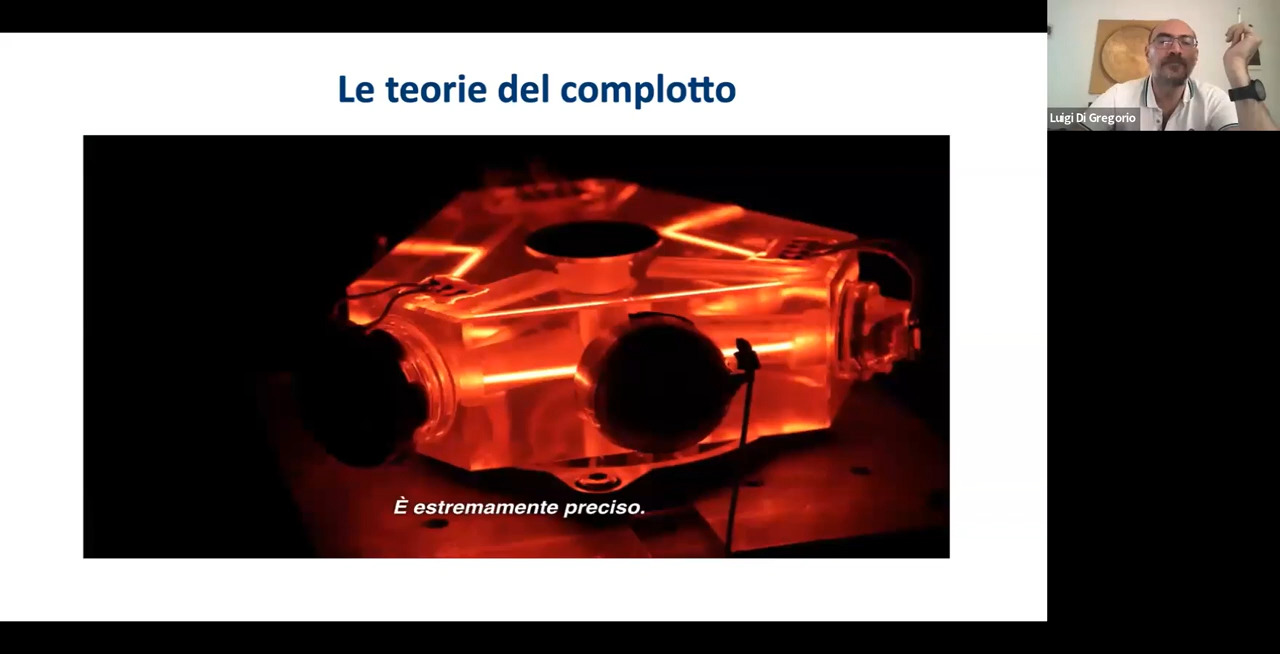 Le teorie del complotto
È estremamente preciso.
Luigi Di Gregorio